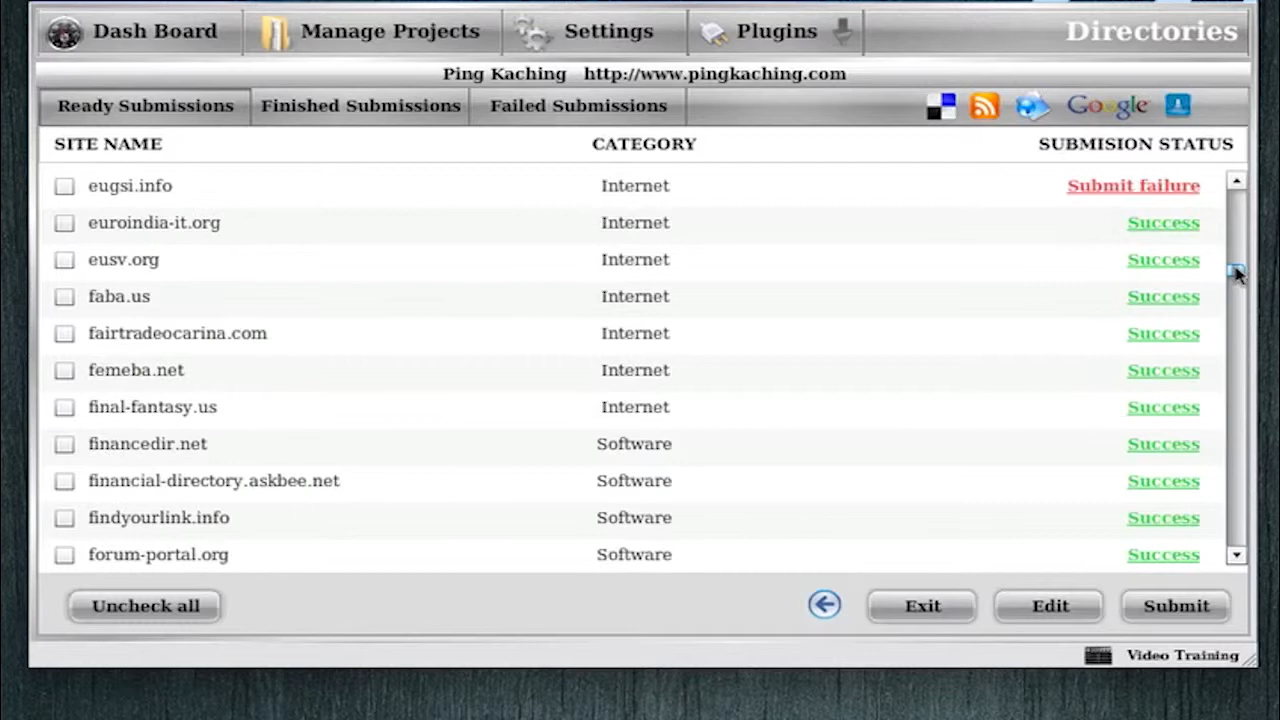 Dash Board Manage Projects Settings Plugins Directories
Ping Kaching http://www.pingkaching.com
Ready Submissions Finished Submissions Failed Submissions Google
SITE NAME CATEGORY SUBMISION STATUS
eugsi.info Internet Submit failure
euroindia-it.org Internet Success
eusv.org Internet Success
faba.us Internet Success
fairtradeocarina.com Internet Success
femeba.net Internet Success
final-fantasy.us Internet Success
financedir.net Software Success
financial-directory.askbee.net Software Success
findyourlink.info Software Success
forum-portal.org Software Success
Uncheck all Exit Edit Submit
Video Training